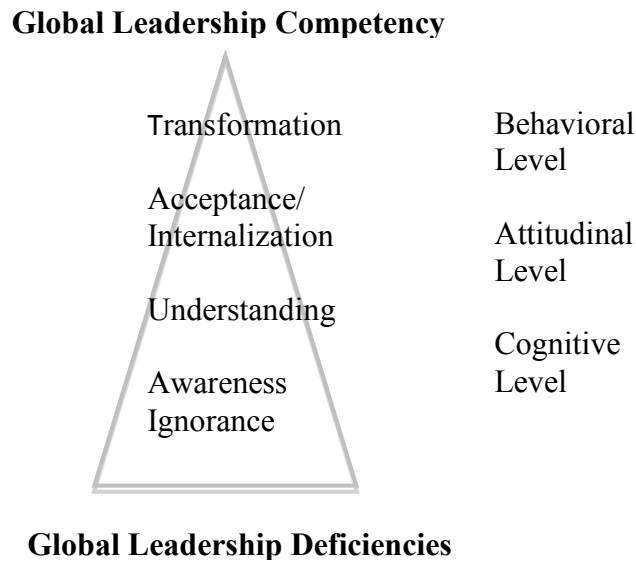 Global Leadership Competency
Transformation
Behavioral
Level
Acceptance/
Internalization
Attitudinal
Level
Understanding
Cognitive
Level
Awareness
Ignorance
Global Leadership Deficiencies